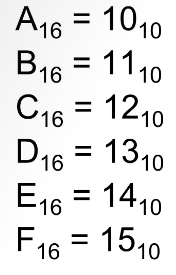 A₁₆ = 10₁₀
B₁₆ = 11₁₀
C₁₆ = 12₁₀
D₁₆ = 13₁₀
E₁₆ = 14₁₀
F₁₆ = 15₁₀